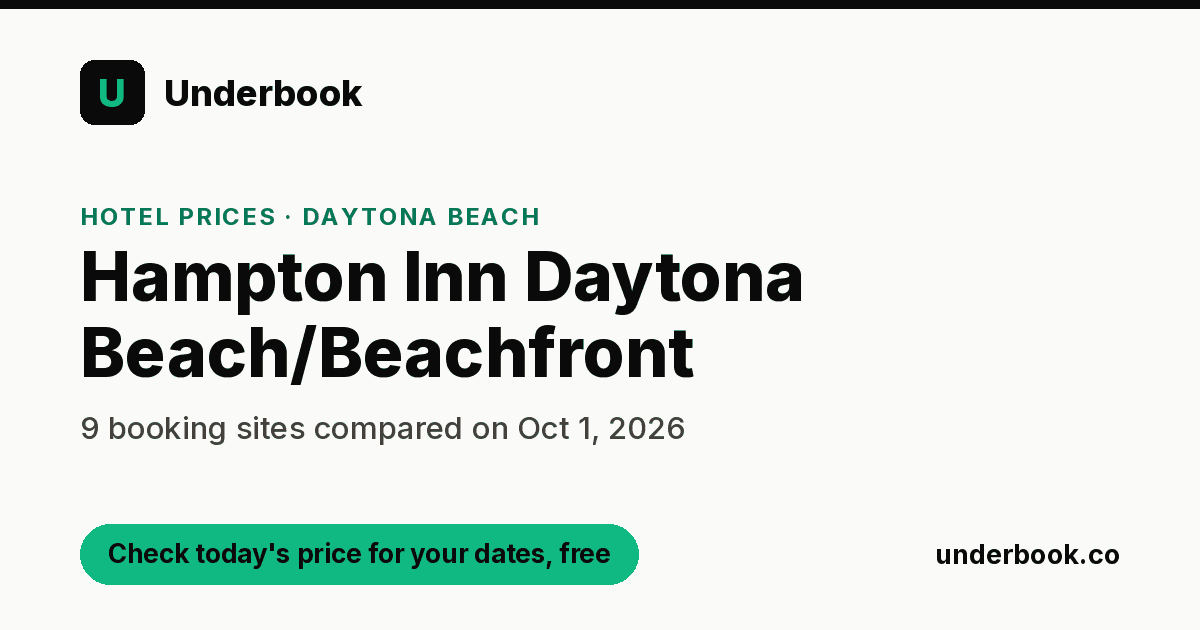 U Underbook
HOTEL PRICES · DAYTONA BEACH
Hampton Inn Daytona
Beach/Beachfront
9 booking sites compared on Oct 1, 2026
Check today's price for your dates, free
underbook.co